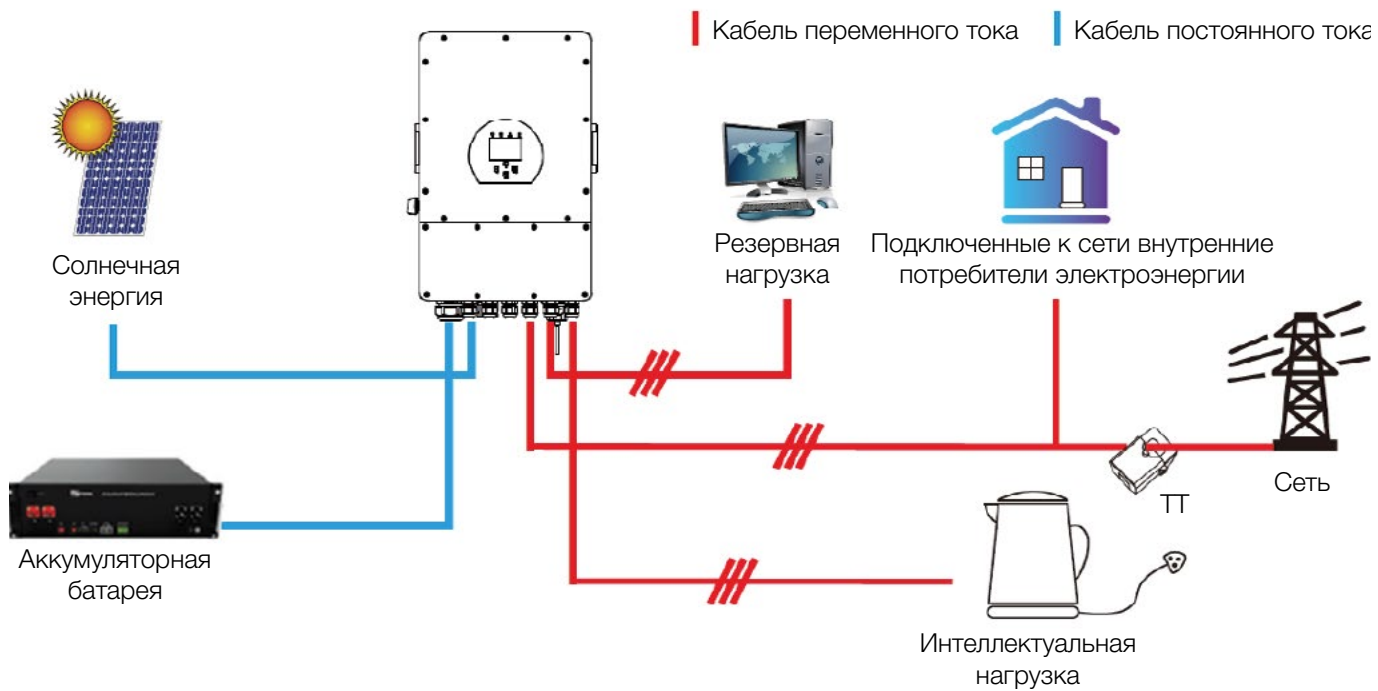 Кабель переменного тока
Кабель постоянного тока
Солнечная
энергия
Резервная
нагрузка
Подключенные к сети внутренние
потребители электроэнергии
Сеть
ТТ
Аккумуляторная
батарея
Интеллектуальная
нагрузка